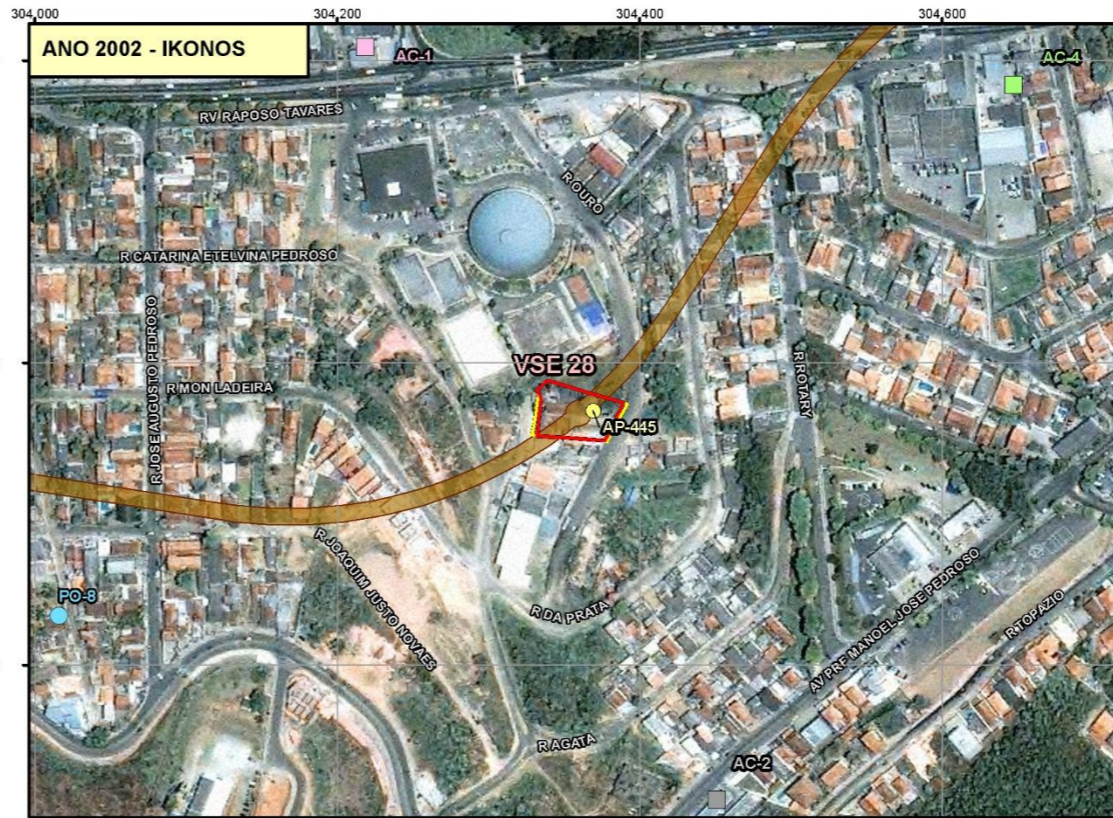 304,000
304,200
304,400
304,600
ANO 2002 - IKONOS
AC-1
AC-4
RV RAPOSO TAVARES
R OURO
R CATARINA ETELVINA PEDROSO
R JOSE AUGUSTO PEDROSO
VSE 28
R ROTARY
R MON LADEIRA
AP-445
R JOAQUIM JUSTO NOVAES
PO-8
R DA PRATA
AV PRF MANOEL JOSE PEDROSO
R TOPAZIO
R AGATA
AC-2